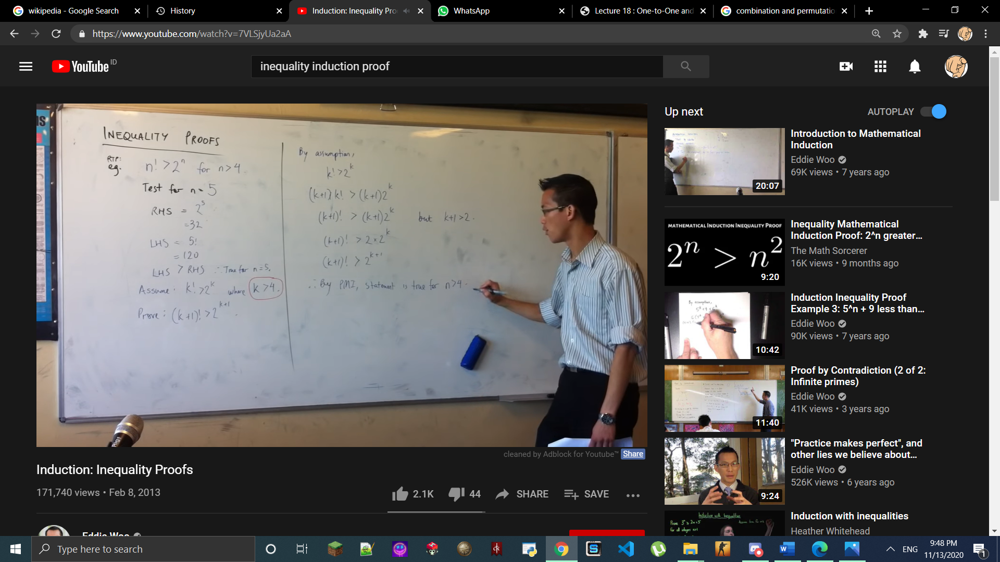 wikipedia - Google Search
History
Induction: Inequality Pro
WhatsApp
Lecture 18 : One-to-One and
combination and permutatio
https://www.youtube.com/watch?v=7VLSjyUa2aA
YouTube ID
inequality induction proof
INEQUALITY PROOFS
RTP:
eg. n! > 2^n for n>4.
Test for n = 5
RHS = 2^5
=32
LHS = 5!
= 120
LHS > RHS ∴ True for n=5.
Assume: k! > 2^k where k >4.
Prove: (k+1)! > 2^{k+1}.
By assumption,
k! > 2^k
(k+1)k! > (k+1)2^k
(k+1)! > (k+1)2^k but k+1 > 2.
(k+1)! > 2×2^k
(k+1)! > 2^{k+1}
∴ By PMI, statement is true for n>4.
cleaned by Adblock for Youtube™ Share
Induction: Inequality Proofs
171,740 views • Feb 8, 2013
2.1K 44 SHARE SAVE
Eddie Woo
Up next
AUTOPLAY
20:07
Introduction to Mathematical
Induction
Eddie Woo
69K views • 7 years ago
MATHEMATICAL INDUCTION INEQUALITY PROOF
2^n > n^2
9:20
Inequality Mathematical
Induction Proof: 2^n greater...
The Math Sorcerer
16K views • 9 months ago
By assumption,
10:42
Induction Inequality Proof
Example 3: 5^n + 9 less than...
Eddie Woo
90K views • 7 years ago
11:40
Proof by Contradiction (2 of 2:
Infinite primes)
Eddie Woo
41K views • 3 years ago
9:24
"Practice makes perfect", and
other lies we believe about...
Eddie Woo
526K views • 6 years ago
Induction with Inequalities
for all integers n>1
Induction with inequalities
Heather Whitehead
Type here to search
ENG
9:48 PM
11/13/2020
1